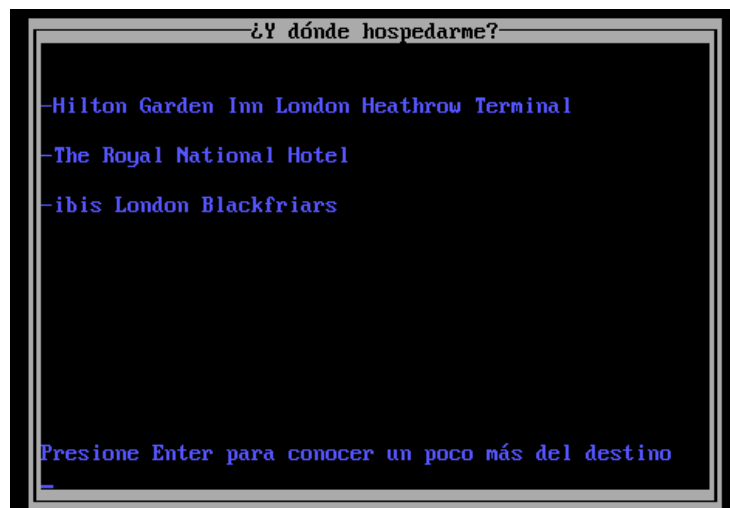 ¿Y dónde hospedarme?
-Hilton Garden Inn London Heathrow Terminal
-The Royal National Hotel
-ibis London Blackfriars
Presione Enter para conocer un poco más del destino